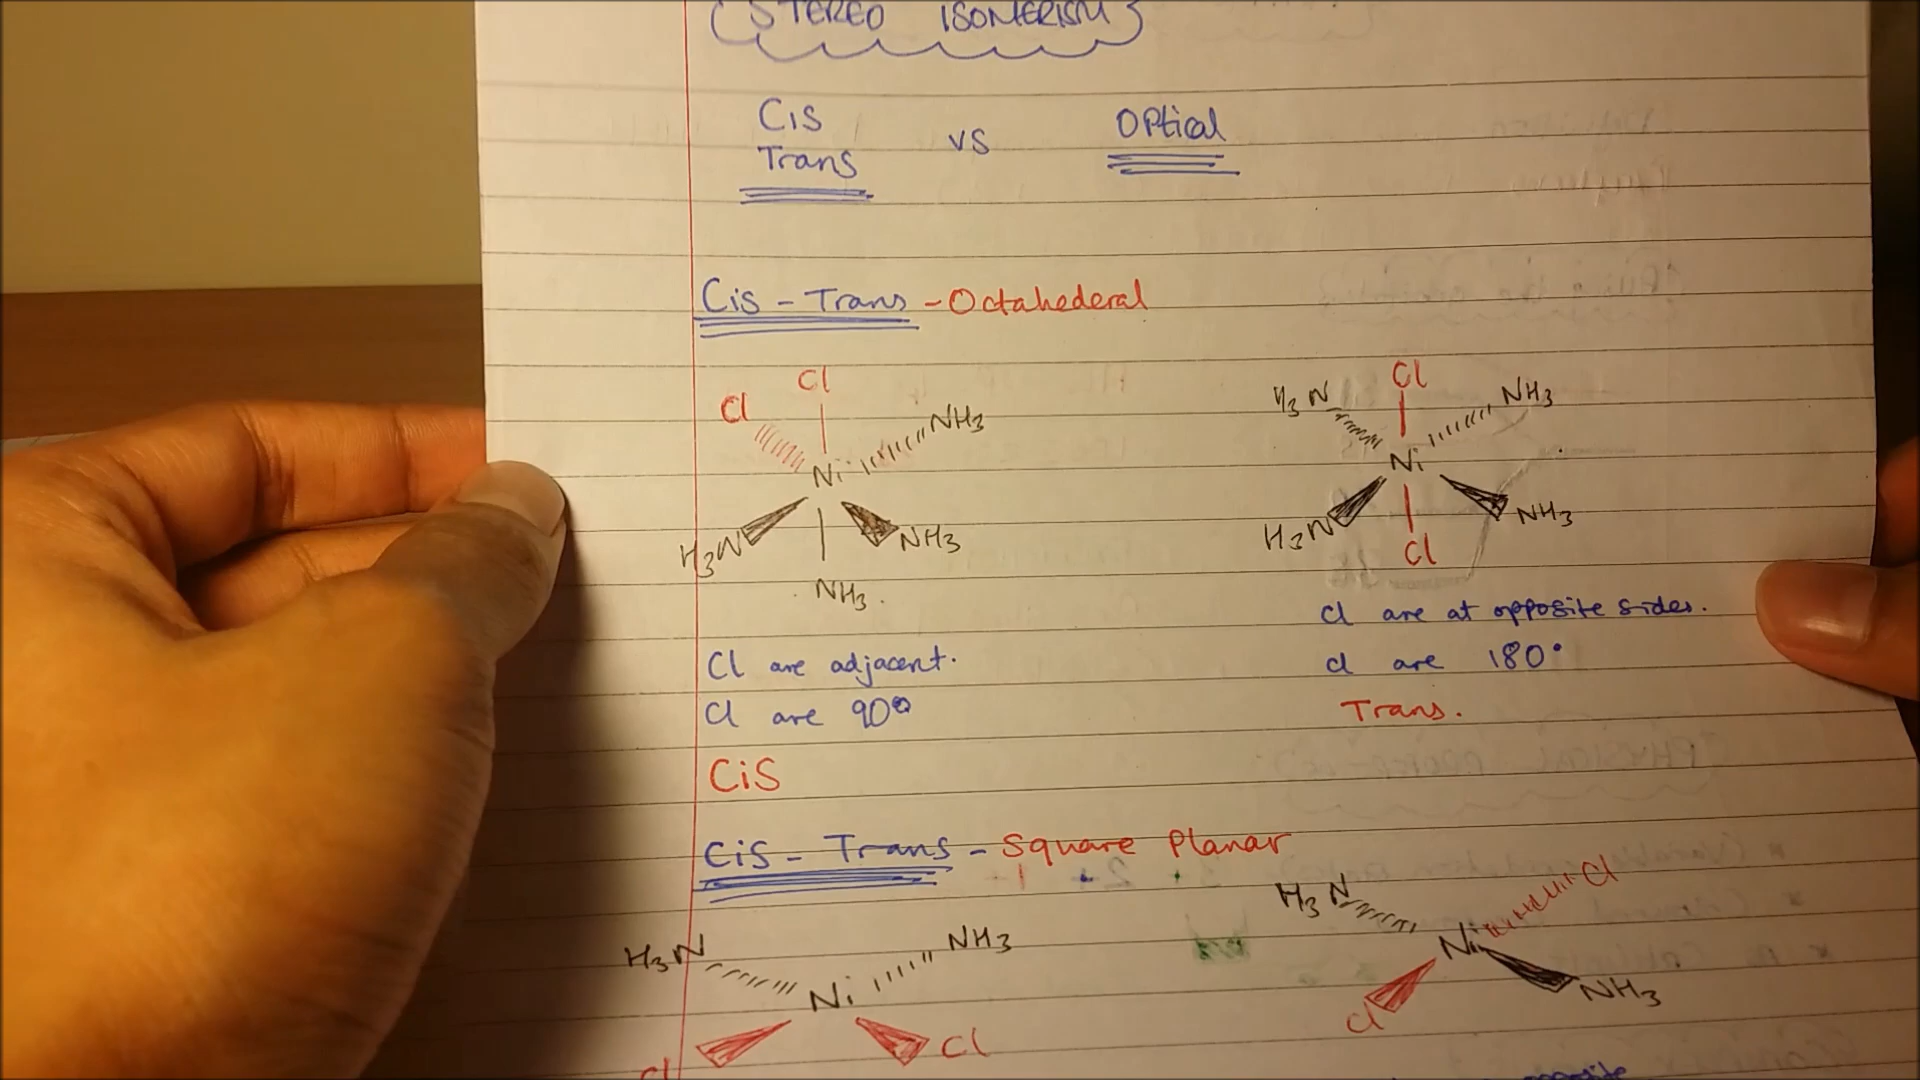 STEREO ISOMERISM
Cis
Trans
vs
Optical
Cis - Trans - Octahederal
Cl
Cl
NH3
Ni
H3N
NH3
NH3
H3N
Cl
NH3
Ni
H3N
NH3
Cl
Cl are adjacent.
Cl are 90°
Cis
Cl are at opposite sides.
Cl are 180°
Trans.
Cis - Trans - Square Planar
H3N
NH3
Ni
Cl
Cl
H3N
Cl
Ni
Cl
NH3
opposite